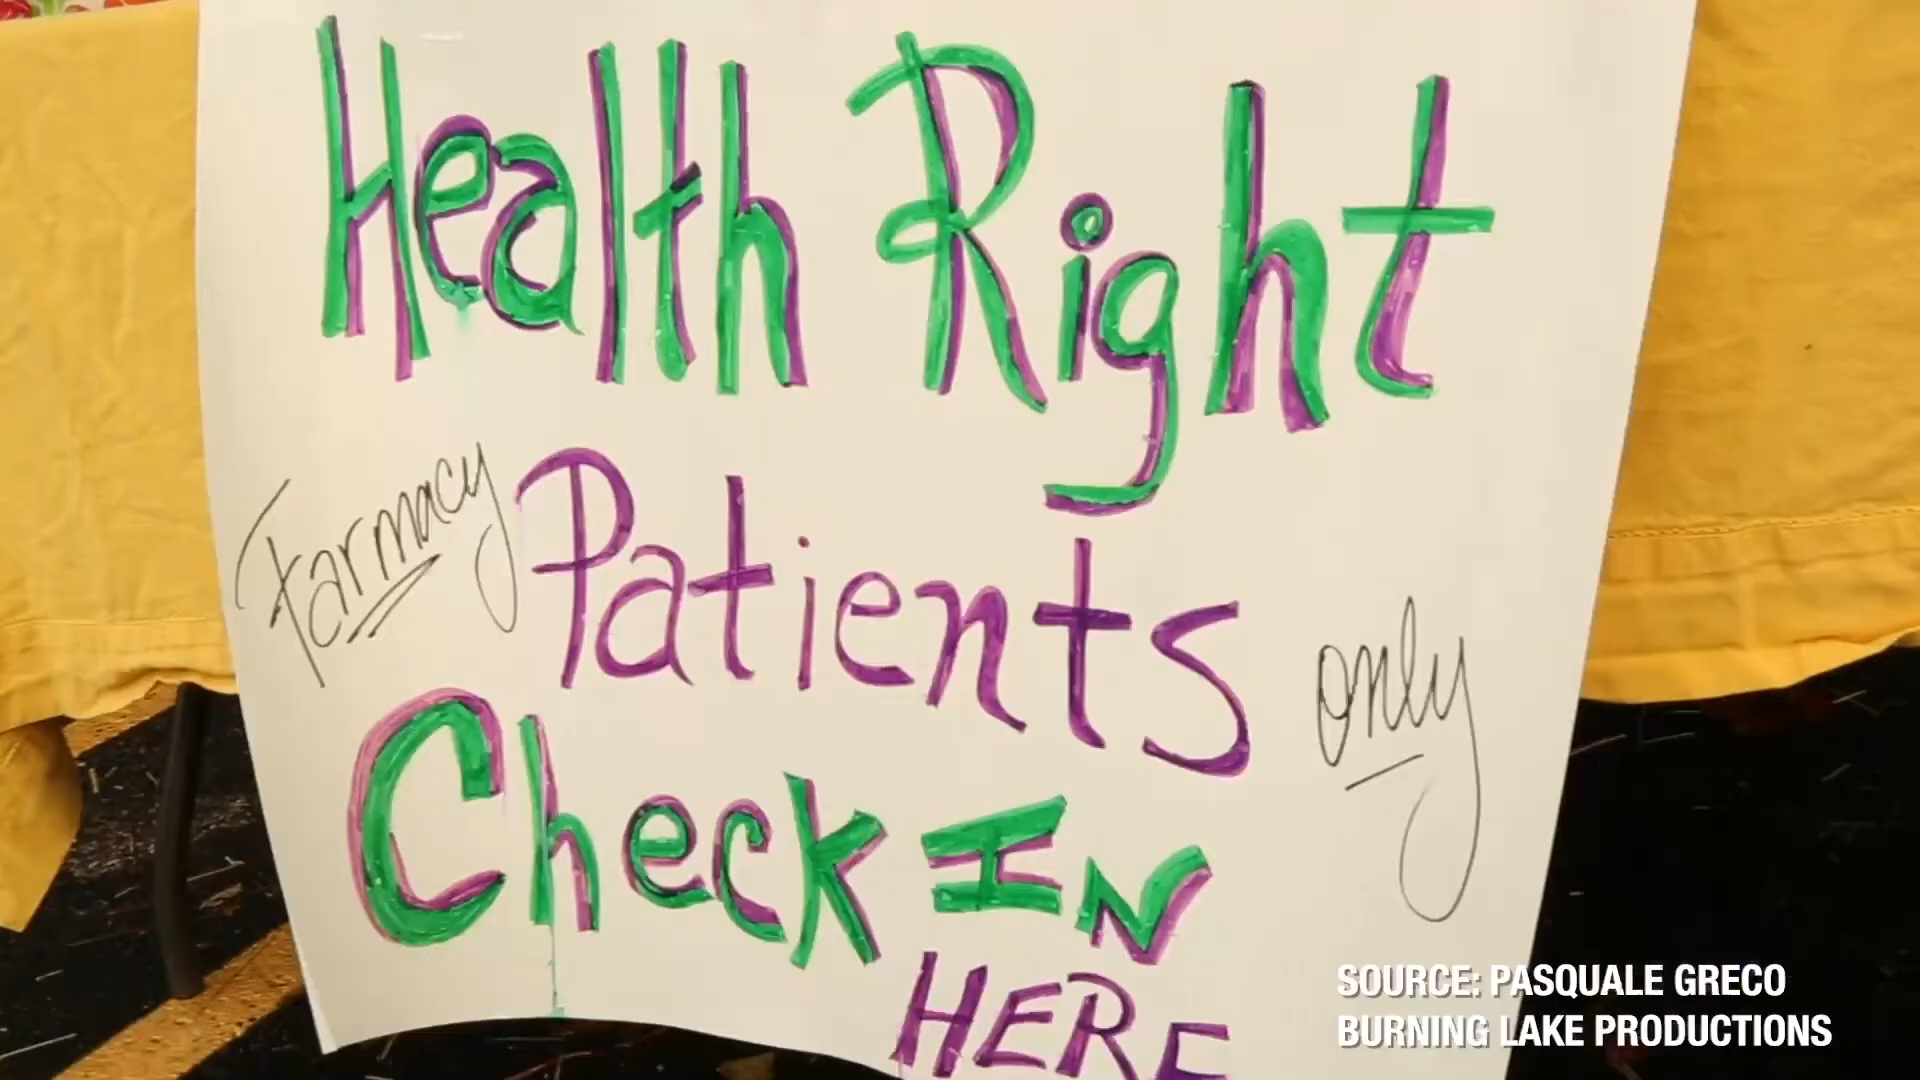 Health Right
Farmacy Patients only
Check IN
HERE
SOURCE: PASQUALE GRECO
BURNING LAKE PRODUCTIONS